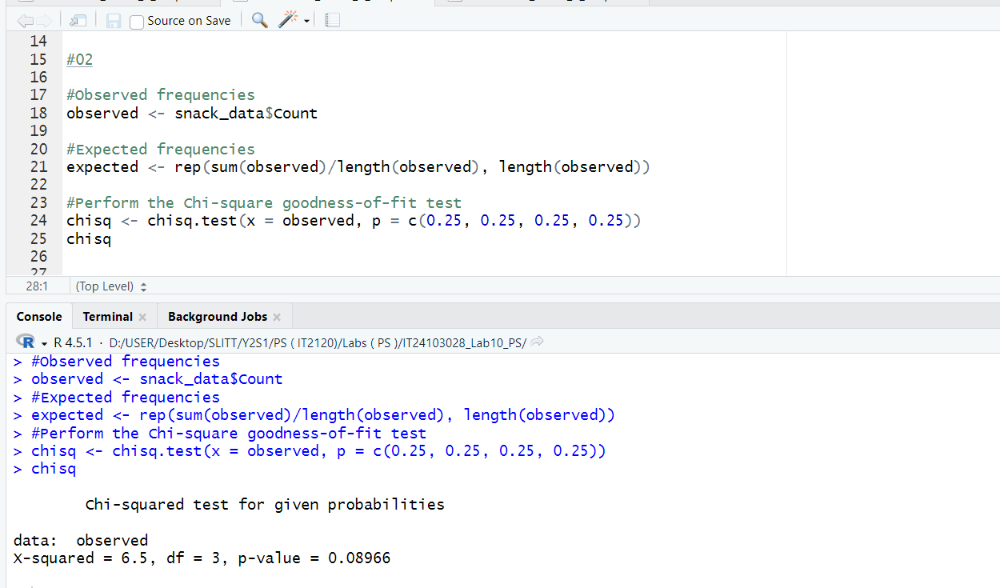 Source on Save
14
15 #02
16
17 #Observed frequencies
18 observed <- snack_data$Count
19
20 #Expected frequencies
21 expected <- rep(sum(observed)/length(observed), length(observed))
22
23 #Perform the Chi-square goodness-of-fit test
24 chisq <- chisq.test(x = observed, p = c(0.25, 0.25, 0.25, 0.25))
25 chisq
26
27
28:1 (Top Level)
Console Terminal Background Jobs
R 4.5.1 · D:/USER/Desktop/SLITT/Y2S1/PS ( IT2120)/Labs ( PS )/IT24103028_Lab10_PS/
> #Observed frequencies
> observed <- snack_data$Count
> #Expected frequencies
> expected <- rep(sum(observed)/length(observed), length(observed))
> #Perform the Chi-square goodness-of-fit test
> chisq <- chisq.test(x = observed, p = c(0.25, 0.25, 0.25, 0.25))
> chisq
Chi-squared test for given probabilities
data:  observed
X-squared = 6.5, df = 3, p-value = 0.08966